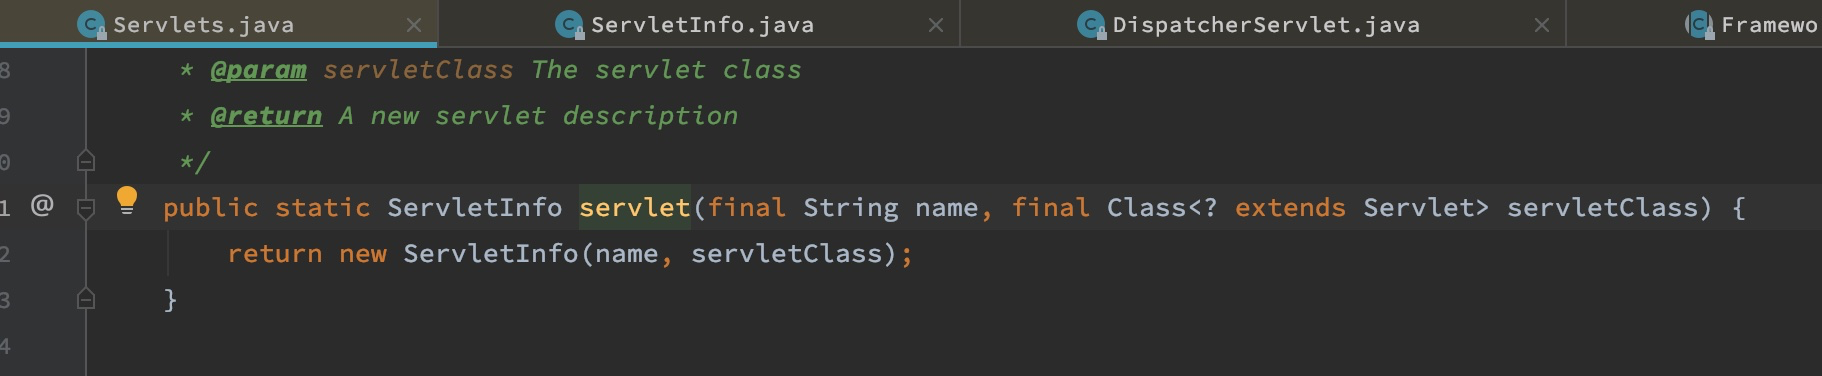 Servlets.java ServletInfo.java DispatcherServlet.java Framewo
8 * @param servletClass The servlet class
9 * @return A new servlet description
0 */
1 @ public static ServletInfo servlet(final String name, final Class<? extends Servlet> servletClass) {
2 return new ServletInfo(name, servletClass);
3 }
4